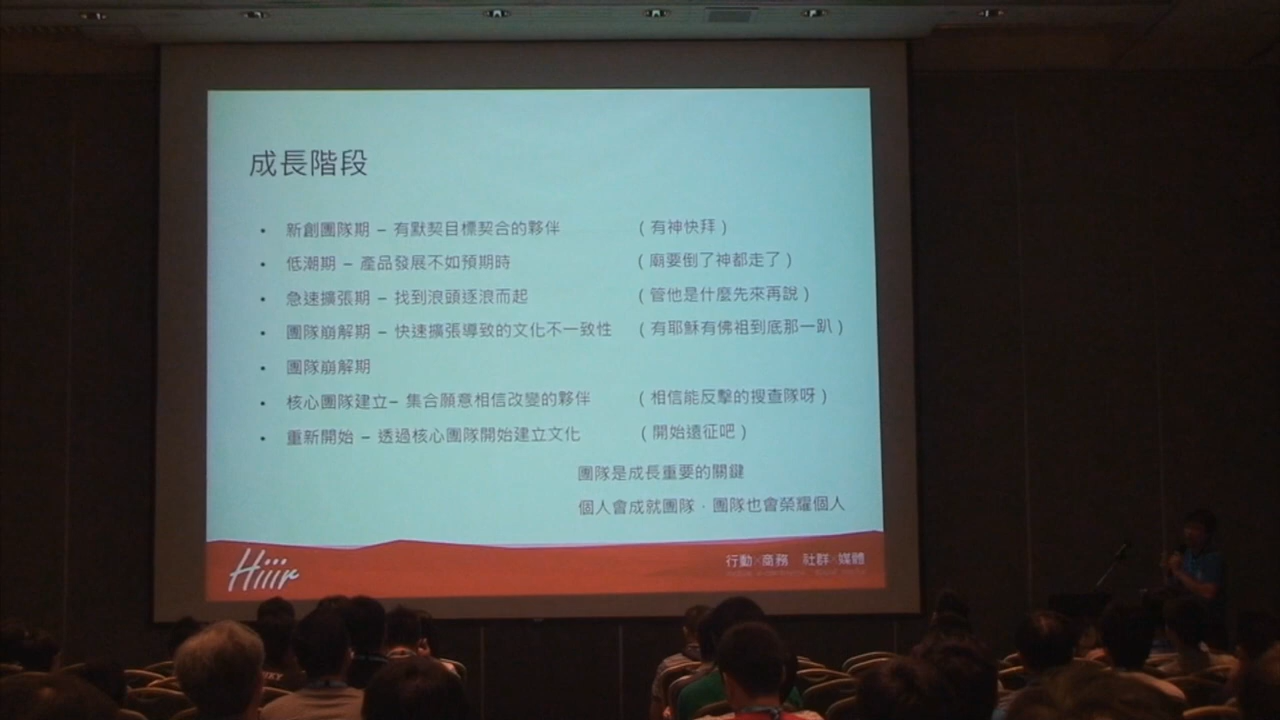 成長階段
• 新創團隊期 – 有默契目標契合的夥伴 (有神快拜)
• 低潮期 – 產品發展不如預期時 (廟要倒了神都走了)
• 急速擴張期 – 找到浪頭逐浪而起 (管他是什麼先來再說)
• 團隊崩解期 – 快速擴張導致的文化不一致性 (有耶穌有佛祖到底那一趴)
• 團隊崩解期
• 核心團隊建立– 集合願意相信改變的夥伴 (相信能反擊的搜查隊呀)
• 重新開始 – 透過核心團隊開始建立文化 (開始遠征吧)
團隊是成長重要的關鍵
個人會成就團隊，團隊也會榮耀個人
Hiiir 行動×商務 社群×媒體